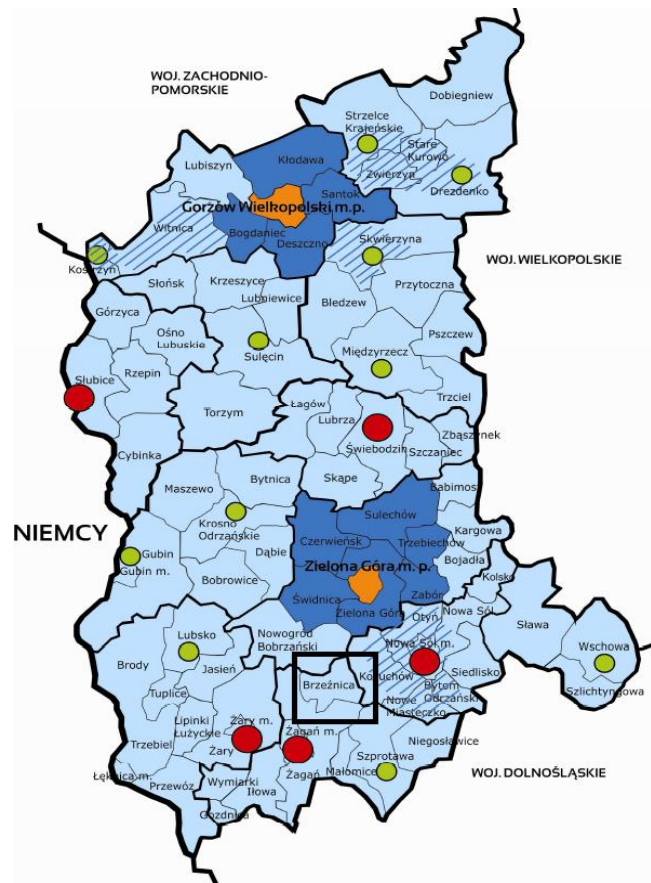 WOJ. ZACHODNIO-
POMORSKIE
Dobiegniew
Strzelce
Krajeńskie
Stare
Kurowo
Zwierzyn
Drezdenko
Kłodawa
Lubiszyn
Santok
Gorzów Wielkopolski m.p.
Witnica
Bogdaniec
Deszczno
Skwierzyna
Kostrzyn
WOJ. WIELKOPOLSKIE
Słońsk
Krzeszyce
Przytoczna
Lubniewice
Bledzew
Górzyca
Ośno
Lubuskie
Pszczew
Sulęcin
Międzyrzecz
Słubice
Rzepin
Trzciel
Torzym
Łagów
Lubrza
Zbąszynek
Świebodzin
Szczaniec
Cybinka
Skąpe
Bytnica
Maszewo
Babimost
Sulechów
Krosno
Odrzańskie
NIEMCY
Czerwieńsk
Trzebiechów
Kargowa
Gubin
Dąbie
Bojadła
Gubin m.
Zielona Góra m. p.
Kolsko
Bobrowice
Świdnica
Zabór
Zielona Góra
Otyń
Nowa Sól
Sława
Nowogród
Bobrzański
Lubsko
Nowa Sól m.
Wschowa
Brody
Jasień
Kożuchów
Siedlisko
Brzeźnica
Bytom
Odrzański
Szlichtyngowa
Tuplice
Nowe
Miasteczko
Lipinki
Łużyckie
Żary m.
Żagań m.
Niegosławice
Trzebiel
Żary
Szprotawa
Żagań
Małomice
WOJ. DOLNOŚLĄSKIE
Łęknica m.
Przewóz
Wymiarki
Iłowa
Gozdnica